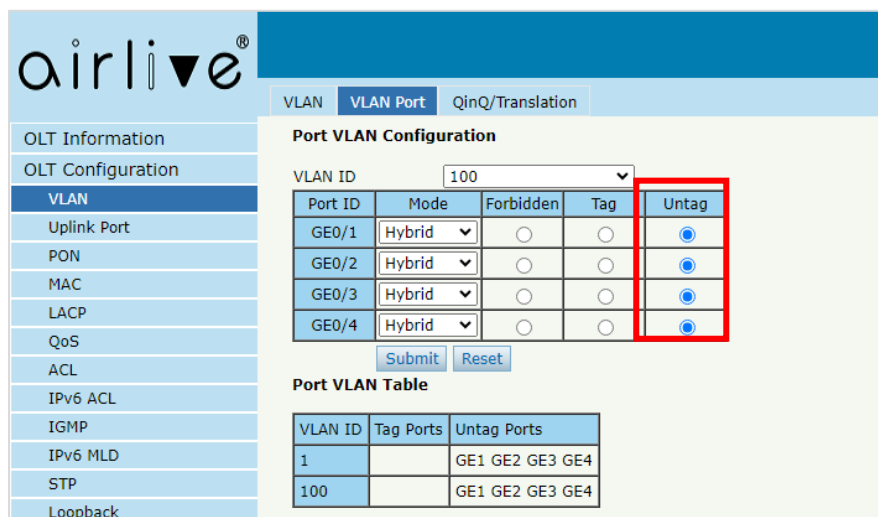 airlive®
VLAN VLAN Port QinQ/Translation
OLT Information
OLT Configuration
VLAN
Uplink Port
PON
MAC
LACP
QoS
ACL
IPv6 ACL
IGMP
IPv6 MLD
STP
Loopback
Port VLAN Configuration
VLAN ID 100
Port ID Mode Forbidden Tag Untag
GE0/1 Hybrid
GE0/2 Hybrid
GE0/3 Hybrid
GE0/4 Hybrid
Submit Reset
Port VLAN Table
VLAN ID Tag Ports Untag Ports
1 GE1 GE2 GE3 GE4
100 GE1 GE2 GE3 GE4